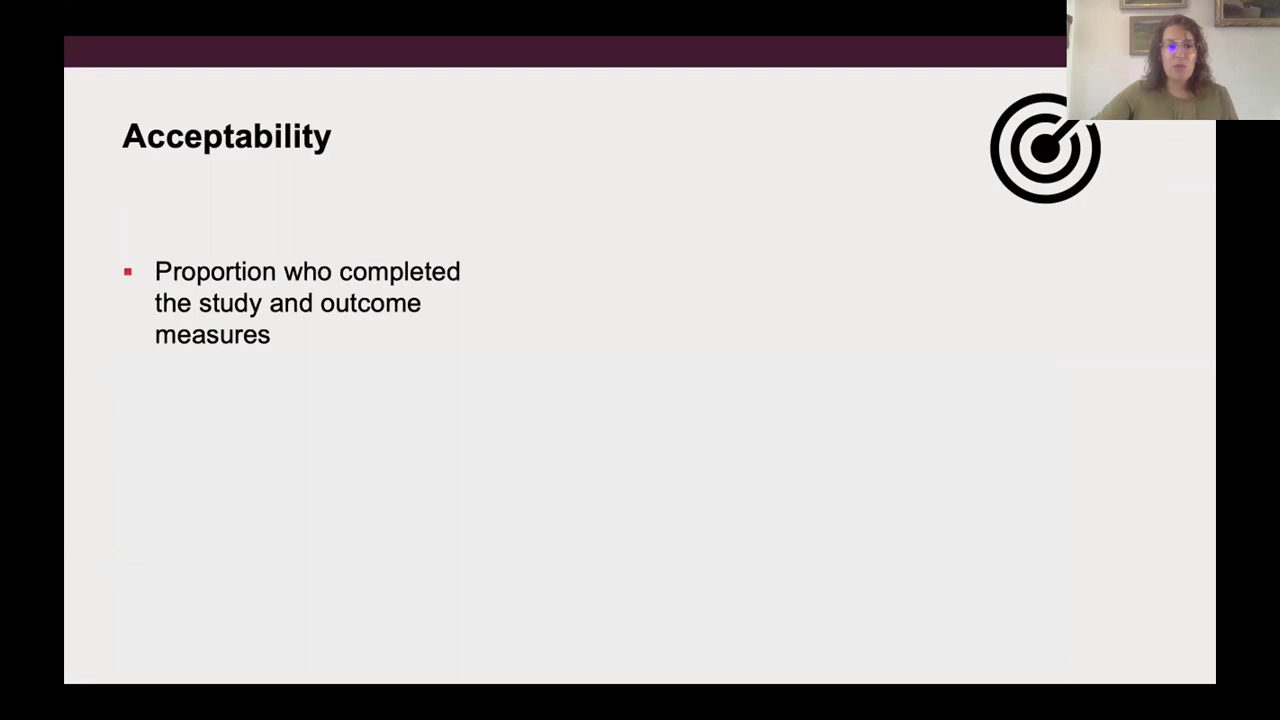 Acceptability
Proportion who completed
the study and outcome
measures